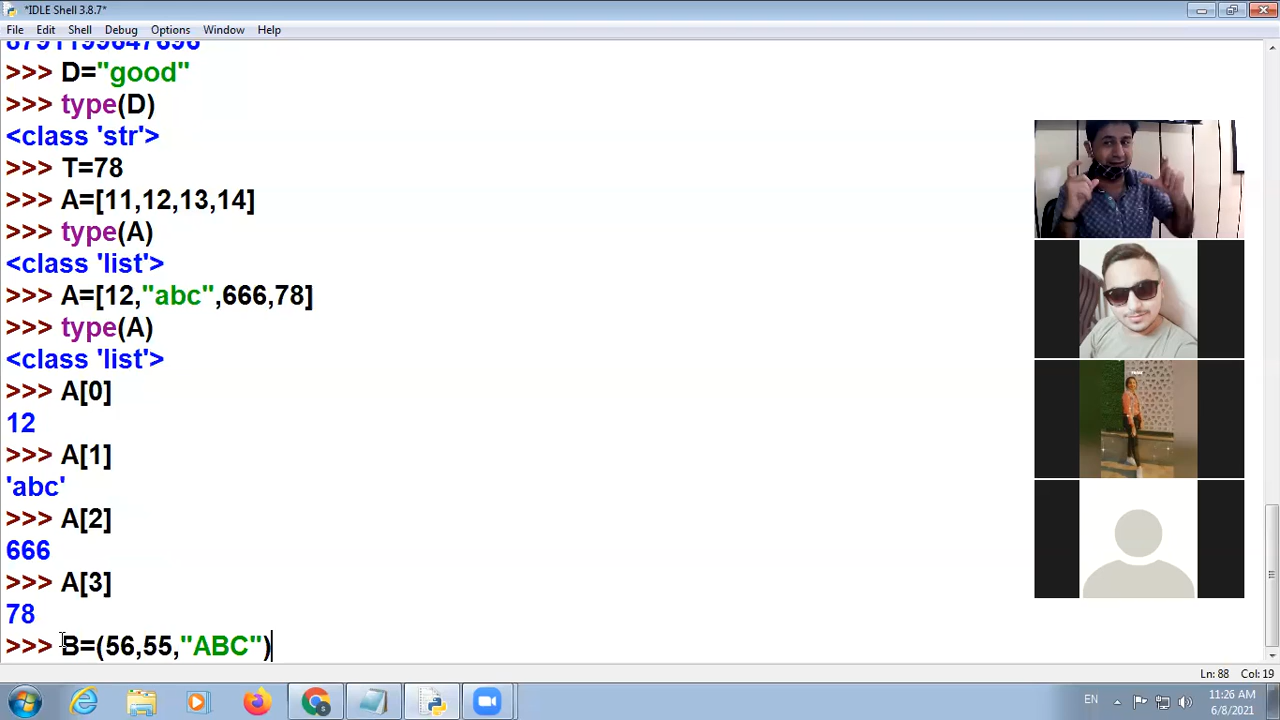 *IDLE Shell 3.8.7*
File Edit Shell Debug Options Window Help
8791199647696
>>> D="good"
>>> type(D)
<class 'str'>
>>> T=78
>>> A=[11,12,13,14]
>>> type(A)
<class 'list'>
>>> A=[12,"abc",666,78]
>>> type(A)
<class 'list'>
>>> A[0]
12
>>> A[1]
'abc'
>>> A[2]
666
>>> A[3]
78
>>> B=(56,55,"ABC")
Ln: 88 Col: 19
EN
11:26 AM
6/8/2021